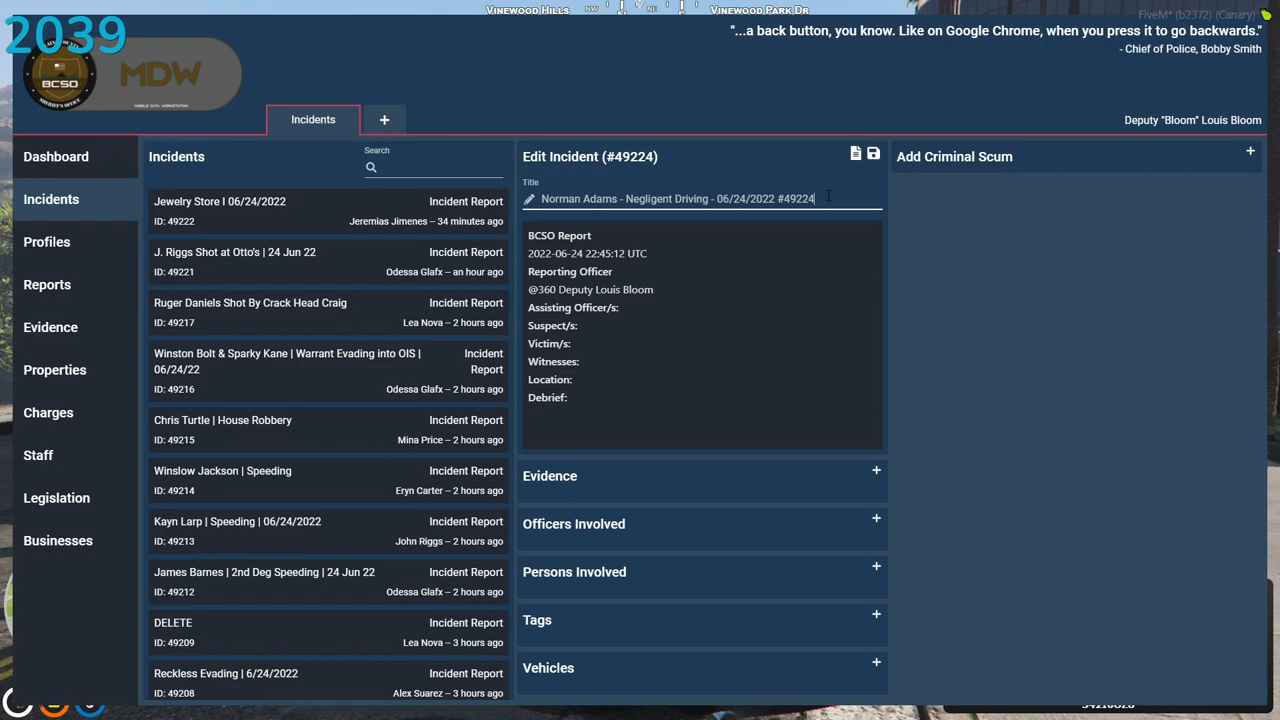 VINEWOOD HILLS
NW
N
NE
VINEWOOD PARK DR
FiveM* (b2372) (Canary)
2039
"...a back button, you know. Like on Google Chrome, when you press it to go backwards."
- Chief of Police, Bobby Smith
BCSO
SHERIFF'S OFFICE
MDW
MOBILE DATA WORKSTATION
Incidents
+
Deputy "Bloom" Louis Bloom
Dashboard
Incidents
Profiles
Reports
Evidence
Properties
Charges
Staff
Legislation
Businesses
Incidents
Search
Jewelry Store I 06/24/2022
Incident Report
ID: 49222
Jeremias Jimenes – 34 minutes ago
J. Riggs Shot at Otto's | 24 Jun 22
Incident Report
ID: 49221
Odessa Glafx – an hour ago
Ruger Daniels Shot By Crack Head Craig
Incident Report
ID: 49217
Lea Nova – 2 hours ago
Winston Bolt & Sparky Kane | Warrant Evading into OIS |
06/24/22
Incident
Report
ID: 49216
Odessa Glafx – 2 hours ago
Chris Turtle | House Robbery
Incident Report
ID: 49215
Mina Price – 2 hours ago
Winslow Jackson | Speeding
Incident Report
ID: 49214
Eryn Carter – 2 hours ago
Kayn Larp | Speeding | 06/24/2022
Incident Report
ID: 49213
John Riggs – 2 hours ago
James Barnes | 2nd Deg Speeding | 24 Jun 22
Incident Report
ID: 49212
Odessa Glafx – 2 hours ago
DELETE
Incident Report
ID: 49209
Lea Nova – 3 hours ago
Reckless Evading | 6/24/2022
Incident Report
ID: 49208
Alex Suarez – 3 hours ago
Edit Incident (#49224)
Title
Norman Adams - Negligent Driving - 06/24/2022 #49224
BCSO Report
2022-06-24 22:45:12 UTC
Reporting Officer
@360 Deputy Louis Bloom
Assisting Officer/s:
Suspect/s:
Victim/s:
Witnesses:
Location:
Debrief:
Evidence
+
Officers Involved
+
Persons Involved
+
Tags
+
Vehicles
+
Add Criminal Scum
+